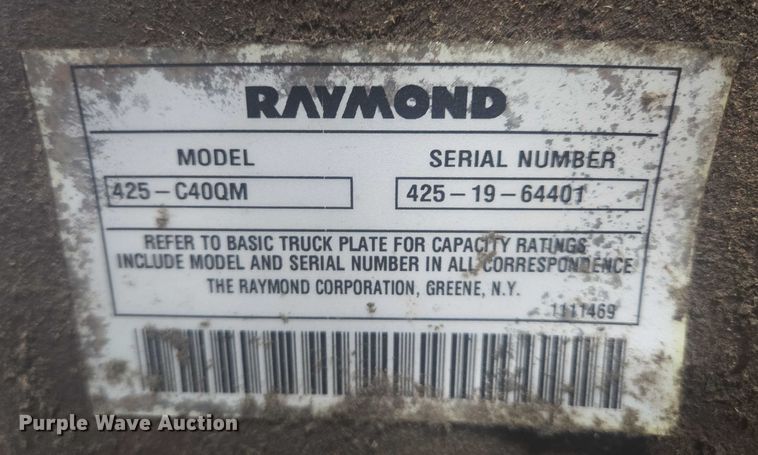 RAYMOND
MODEL SERIAL NUMBER
425-C40QM 425-19-64401
REFER TO BASIC TRUCK PLATE FOR CAPACITY RATINGS
INCLUDE MODEL AND SERIAL NUMBER IN ALL CORRESPONDENCE
THE RAYMOND CORPORATION, GREENE, N.Y.
1111469
Purple Wave Auction